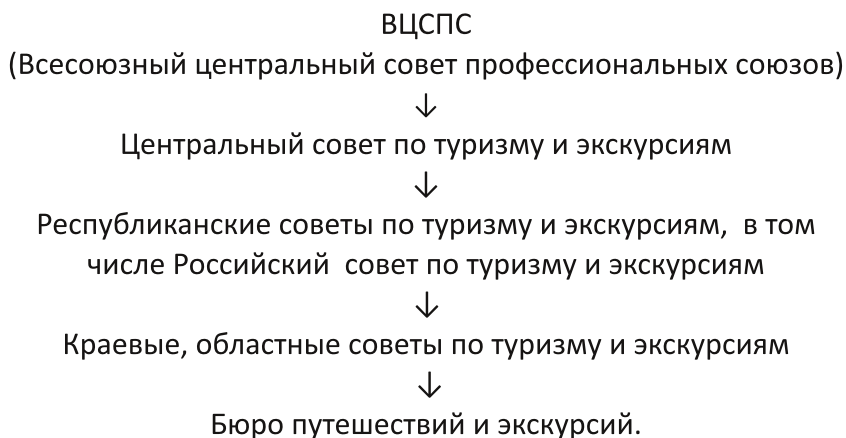 ВЦСПС
(Всесоюзный центральный совет профессиональных союзов)
↓
Центральный совет по туризму и экскурсиям
↓
Республиканские советы по туризму и экскурсиям,  в том
числе Российский  совет по туризму и экскурсиям
↓
Краевые, областные советы по туризму и экскурсиям
↓
Бюро путешествий и экскурсий.